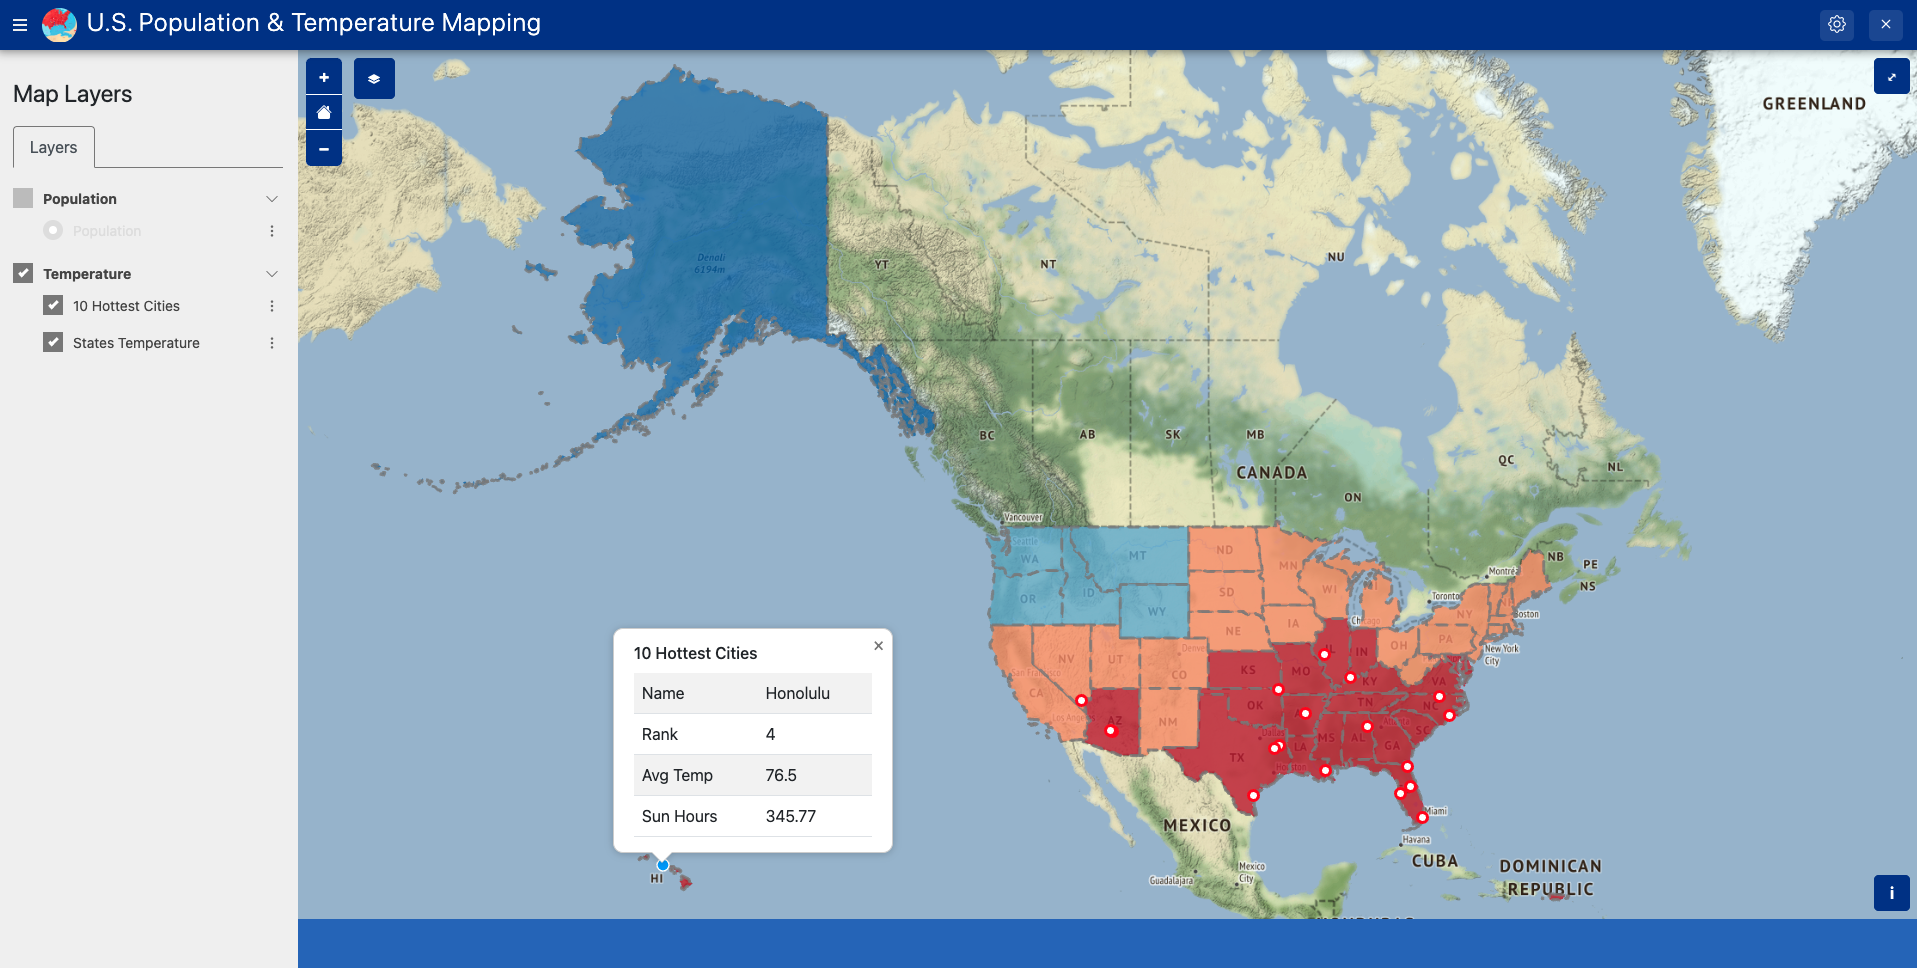 U.S. Population & Temperature Mapping
Map Layers
Layers
Population
Population
Temperature
10 Hottest Cities
States Temperature
GREENLAND
Denali
6194m
YT
NT
NU
BC
AB
SK
MB
QC
NL
CANADA
ON
Vancouver
Seattle
WA
MT
ND
MN
NB
PE
NS
Montréal
OR
ID
WY
SD
WI
MI
Toronto
NY
Boston
NE
IA
Chicago
OH
PA
New York
City
NV
UT
Denver
CO
KS
MO
IL
IN
KY
VA
San Francisco
CA
Los Angeles
AZ
NM
OK
TN
NC
Atlanta
SC
Dallas
TX
LA
MS
AL
GA
Houston
Miami
MEXICO
Havana
CUBA
DOMINICAN
REPUBLIC
Mexico
City
Guadalajara
HI
10 Hottest Cities
Name Honolulu
Rank 4
Avg Temp 76.5
Sun Hours 345.77
i